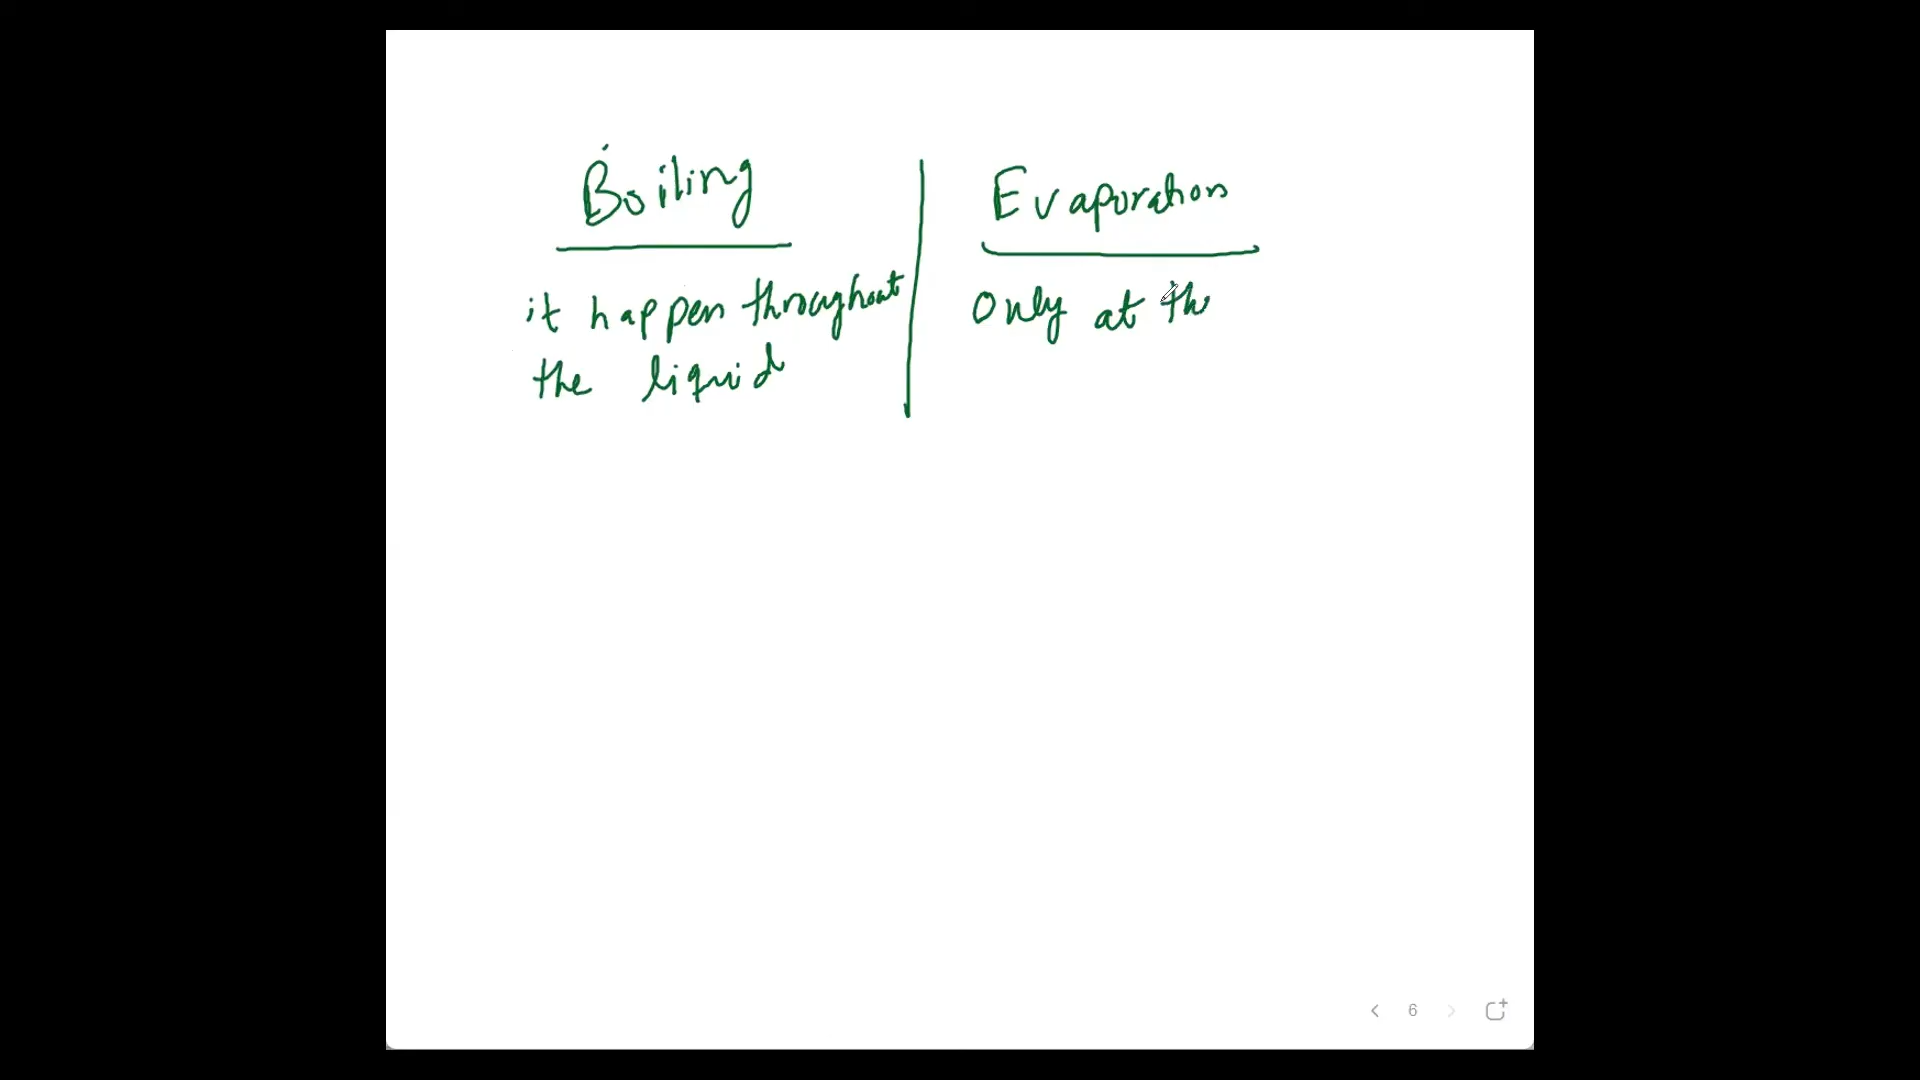 Boiling
Evaporation
it happen throughout
the liquid
Only at the
6